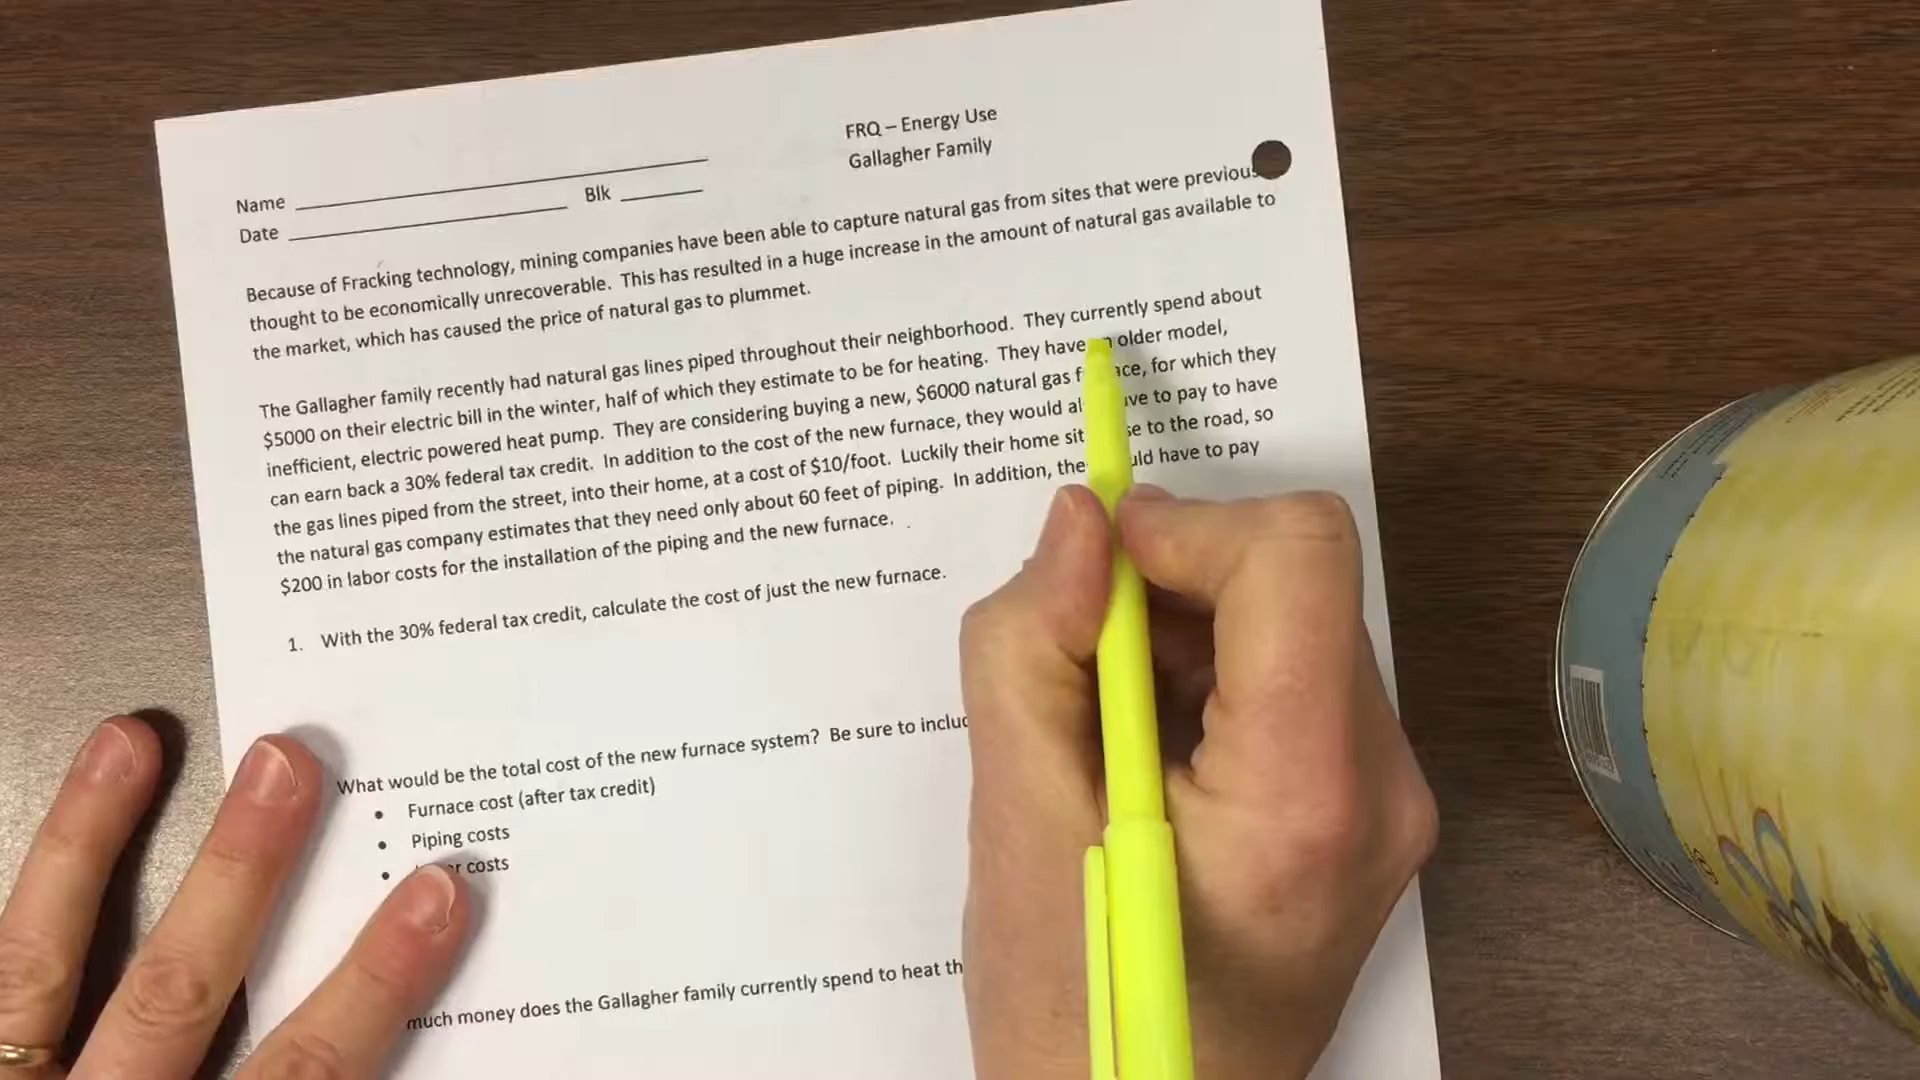 FRQ – Energy Use
Gallagher Family
Name
Blk
Date
Because of Fracking technology, mining companies have been able to capture natural gas from sites that were previous
thought to be economically unrecoverable. This has resulted in a huge increase in the amount of natural gas available to
the market, which has caused the price of natural gas to plummet.
The Gallagher family recently had natural gas lines piped throughout their neighborhood. They currently spend about
$5000 on their electric bill in the winter, half of which they estimate to be for heating. They have older model,
inefficient, electric powered heat pump. They are considering buying a new, $6000 natural gas for which they
can earn back a 30% federal tax credit. In addition to the cost of the new furnace, they would to pay to have
the gas lines piped from the street, into their home, at a cost of $10/foot. Luckily their home to the road, so
the natural gas company estimates that they need only about 60 feet of piping. In addition, have to pay
$200 in labor costs for the installation of the piping and the new furnace.
1. With the 30% federal tax credit, calculate the cost of just the new furnace.
What would be the total cost of the new furnace system? Be sure to
• Furnace cost (after tax credit)
• Piping costs
• costs
much money does the Gallagher family currently spend to heat